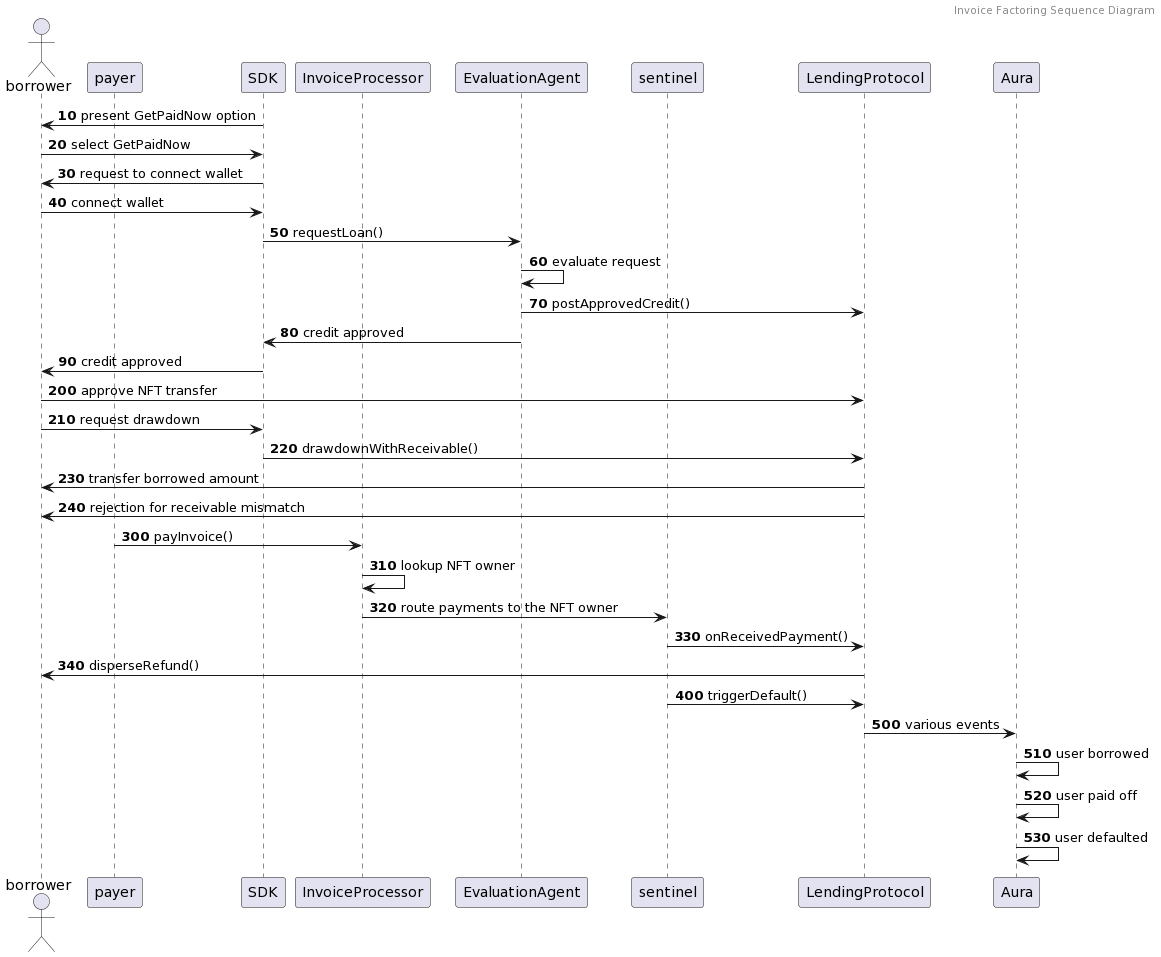 Invoice Factoring Sequence Diagram
borrower
payer
SDK
InvoiceProcessor
EvaluationAgent
sentinel
LendingProtocol
Aura
10 present GetPaidNow option
20 select GetPaidNow
30 request to connect wallet
40 connect wallet
50 requestLoan()
60 evaluate request
70 postApprovedCredit()
80 credit approved
90 credit approved
200 approve NFT transfer
210 request drawdown
220 drawdownWithReceivable()
230 transfer borrowed amount
240 rejection for receivable mismatch
300 payInvoice()
310 lookup NFT owner
320 route payments to the NFT owner
330 onReceivedPayment()
340 disperseRefund()
400 triggerDefault()
500 various events
510 user borrowed
520 user paid off
530 user defaulted
borrower
payer
SDK
InvoiceProcessor
EvaluationAgent
sentinel
LendingProtocol
Aura